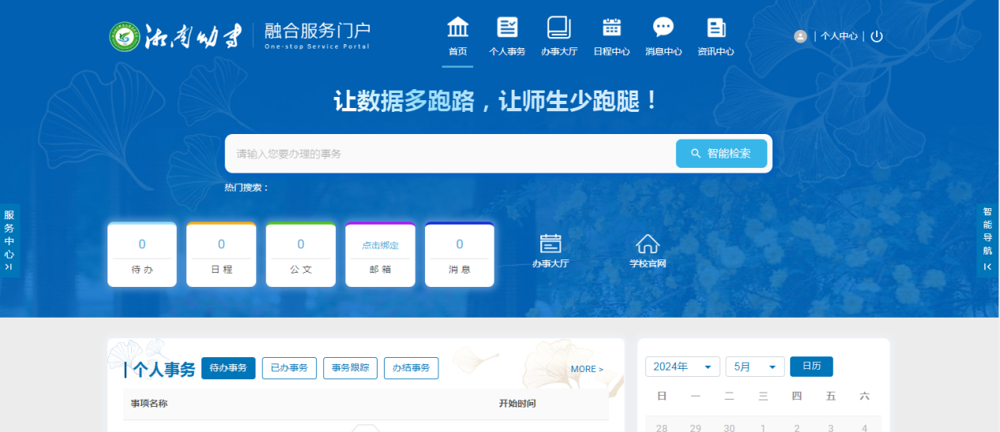 湘南幼专
融合服务门户
One-stop Service Portal
首页 个人事务 办事大厅 日程中心 消息中心 资讯中心
| 个人中心 |
让数据多跑路，让师生少跑腿！
请输入您要办理的事务
智能检索
热门搜索：
服务中心
智能导航
0 0 0 点击绑定 0
待办 日程 公文 邮箱 消息
办事大厅 学校官网
个人事务 待办事务 已办事务 事务跟踪 办结事务 MORE >
事项名称 开始时间
2024年 5月 日历
日 一 二 三 四 五 六
28 29 30 1 2 3 4